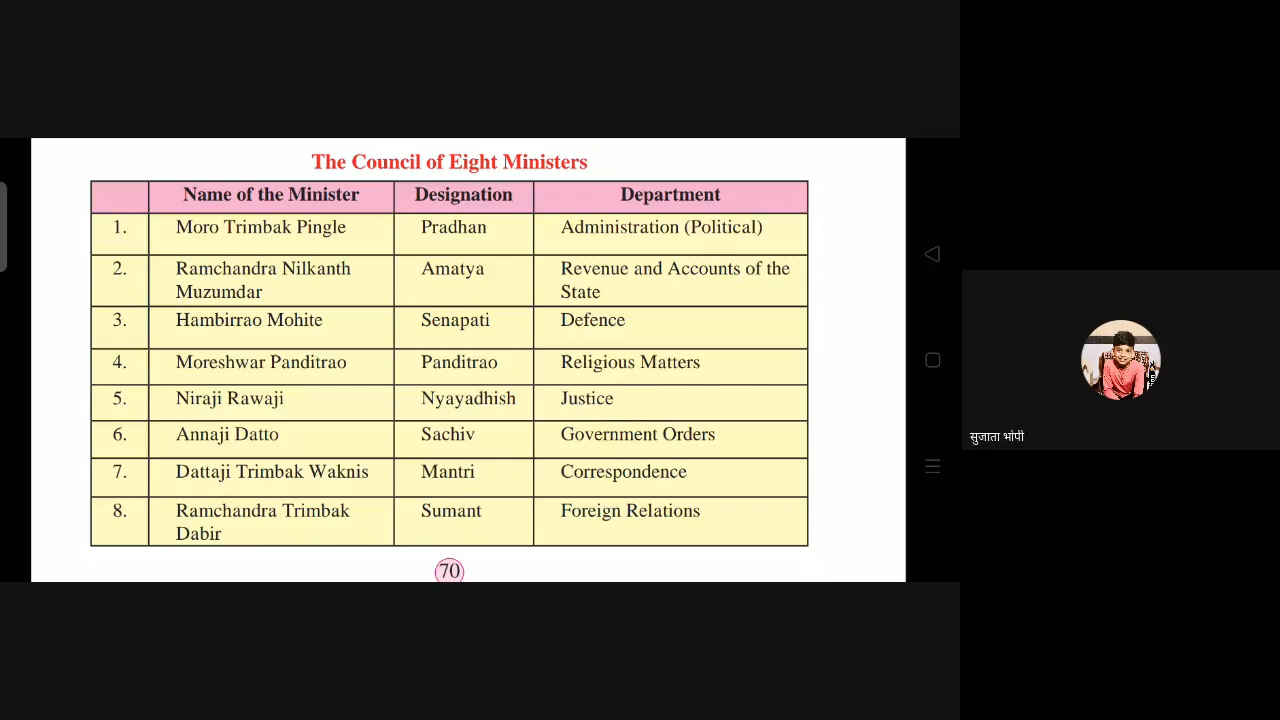 The Council of Eight Ministers
Name of the Minister Designation Department
1. Moro Trimbak Pingle Pradhan Administration (Political)
2. Ramchandra Nilkanth Amatya Revenue and Accounts of the
Muzumdar State
3. Hambirrao Mohite Senapati Defence
4. Moreshwar Panditrao Panditrao Religious Matters
5. Niraji Rawaji Nyayadhish Justice
6. Annaji Datto Sachiv Government Orders
7. Dattaji Trimbak Waknis Mantri Correspondence
8. Ramchandra Trimbak Sumant Foreign Relations
Dabir
70
सुजाता भोपी